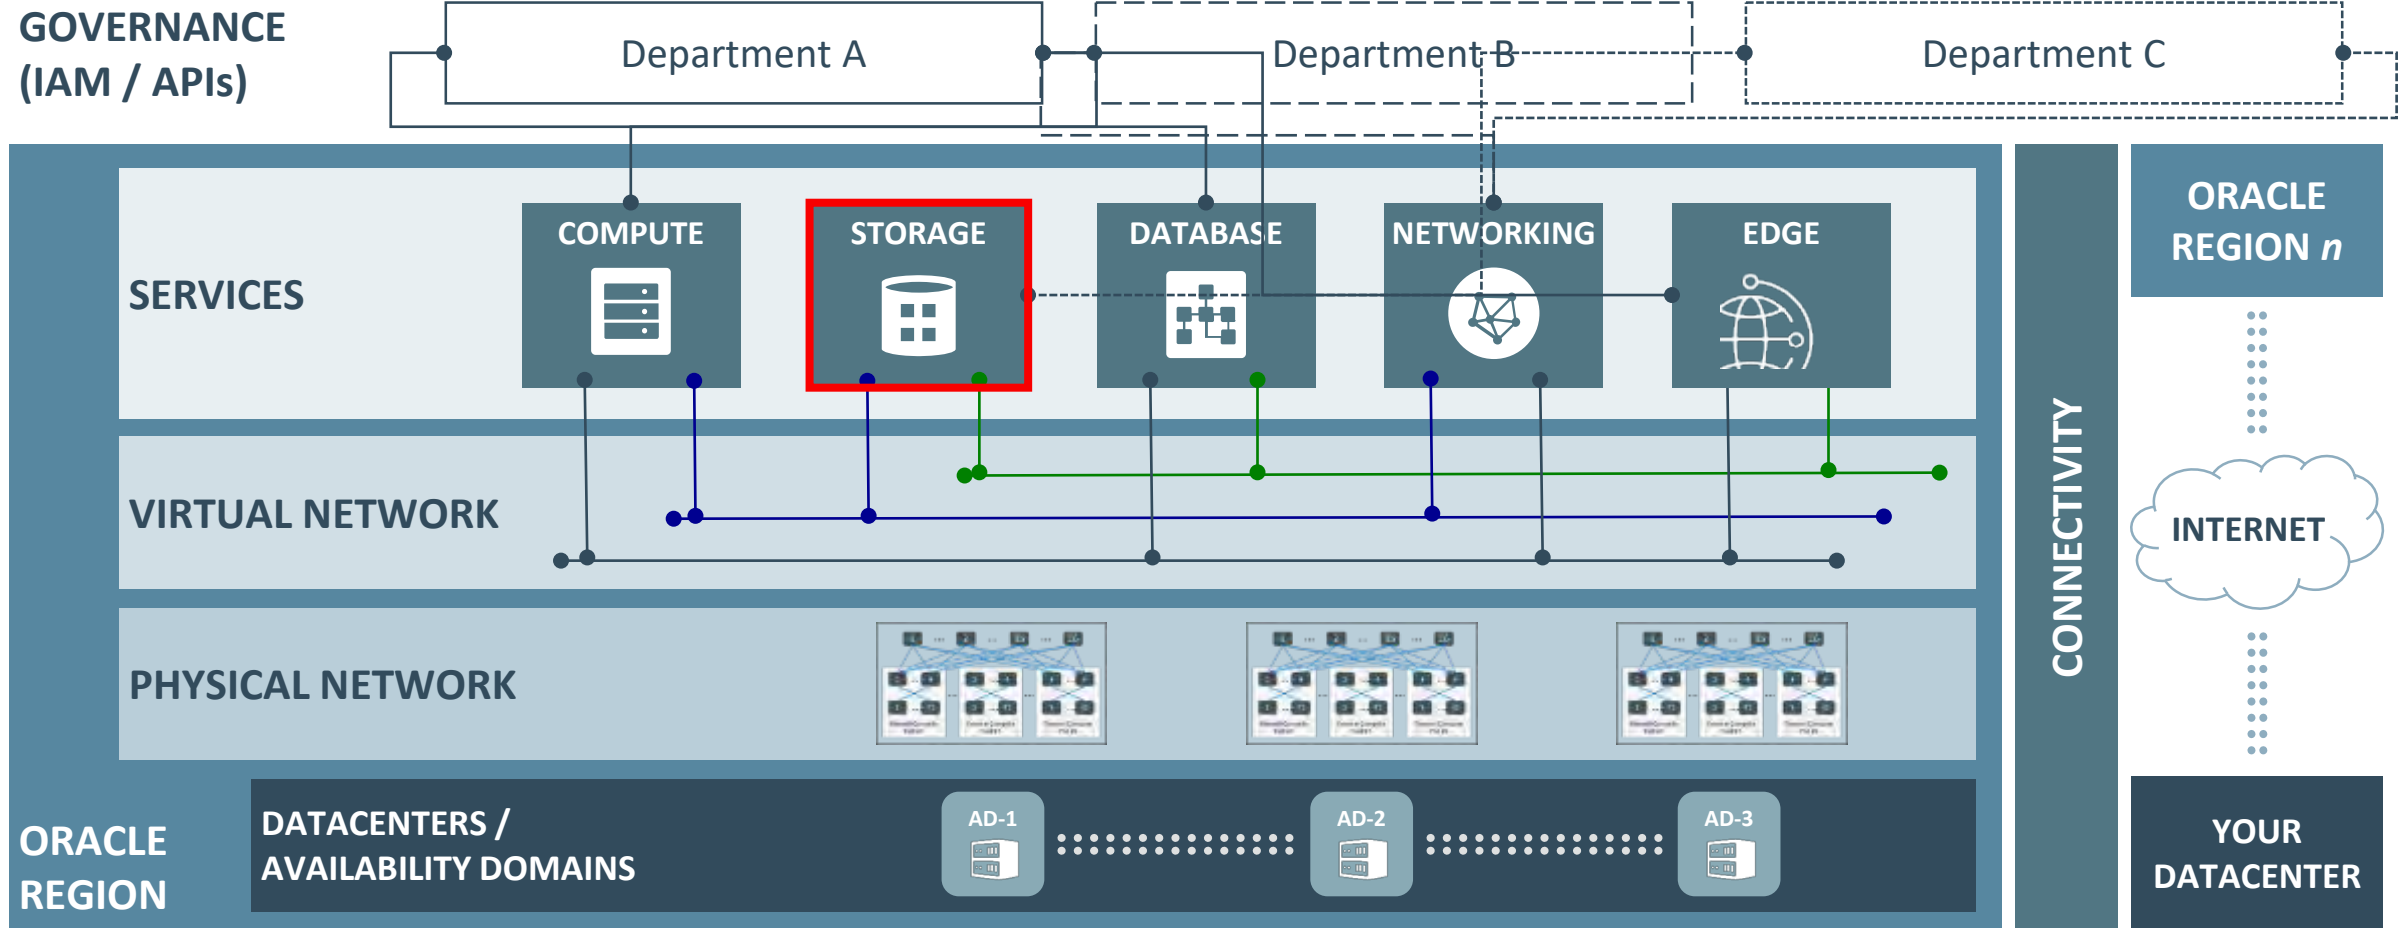 GOVERNANCE
(IAM / APIs)
Department A
Department B
Department C
SERVICES
COMPUTE
STORAGE
DATABASE
NETWORKING
EDGE
VIRTUAL NETWORK
PHYSICAL NETWORK
ORACLE
REGION
DATACENTERS /
AVAILABILITY DOMAINS
AD-1
AD-2
AD-3
CONNECTIVITY
ORACLE
REGION n
INTERNET
YOUR
DATACENTER